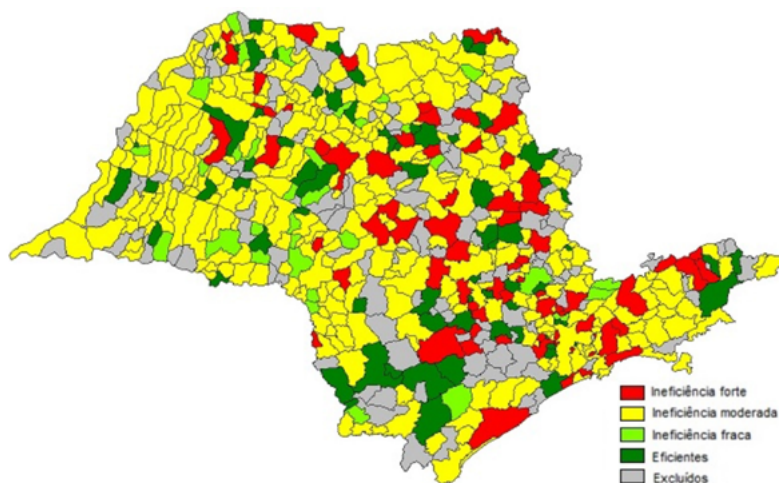 Ineficiência forte
Ineficiência moderada
Ineficiência fraca
Eficientes
Excluídos